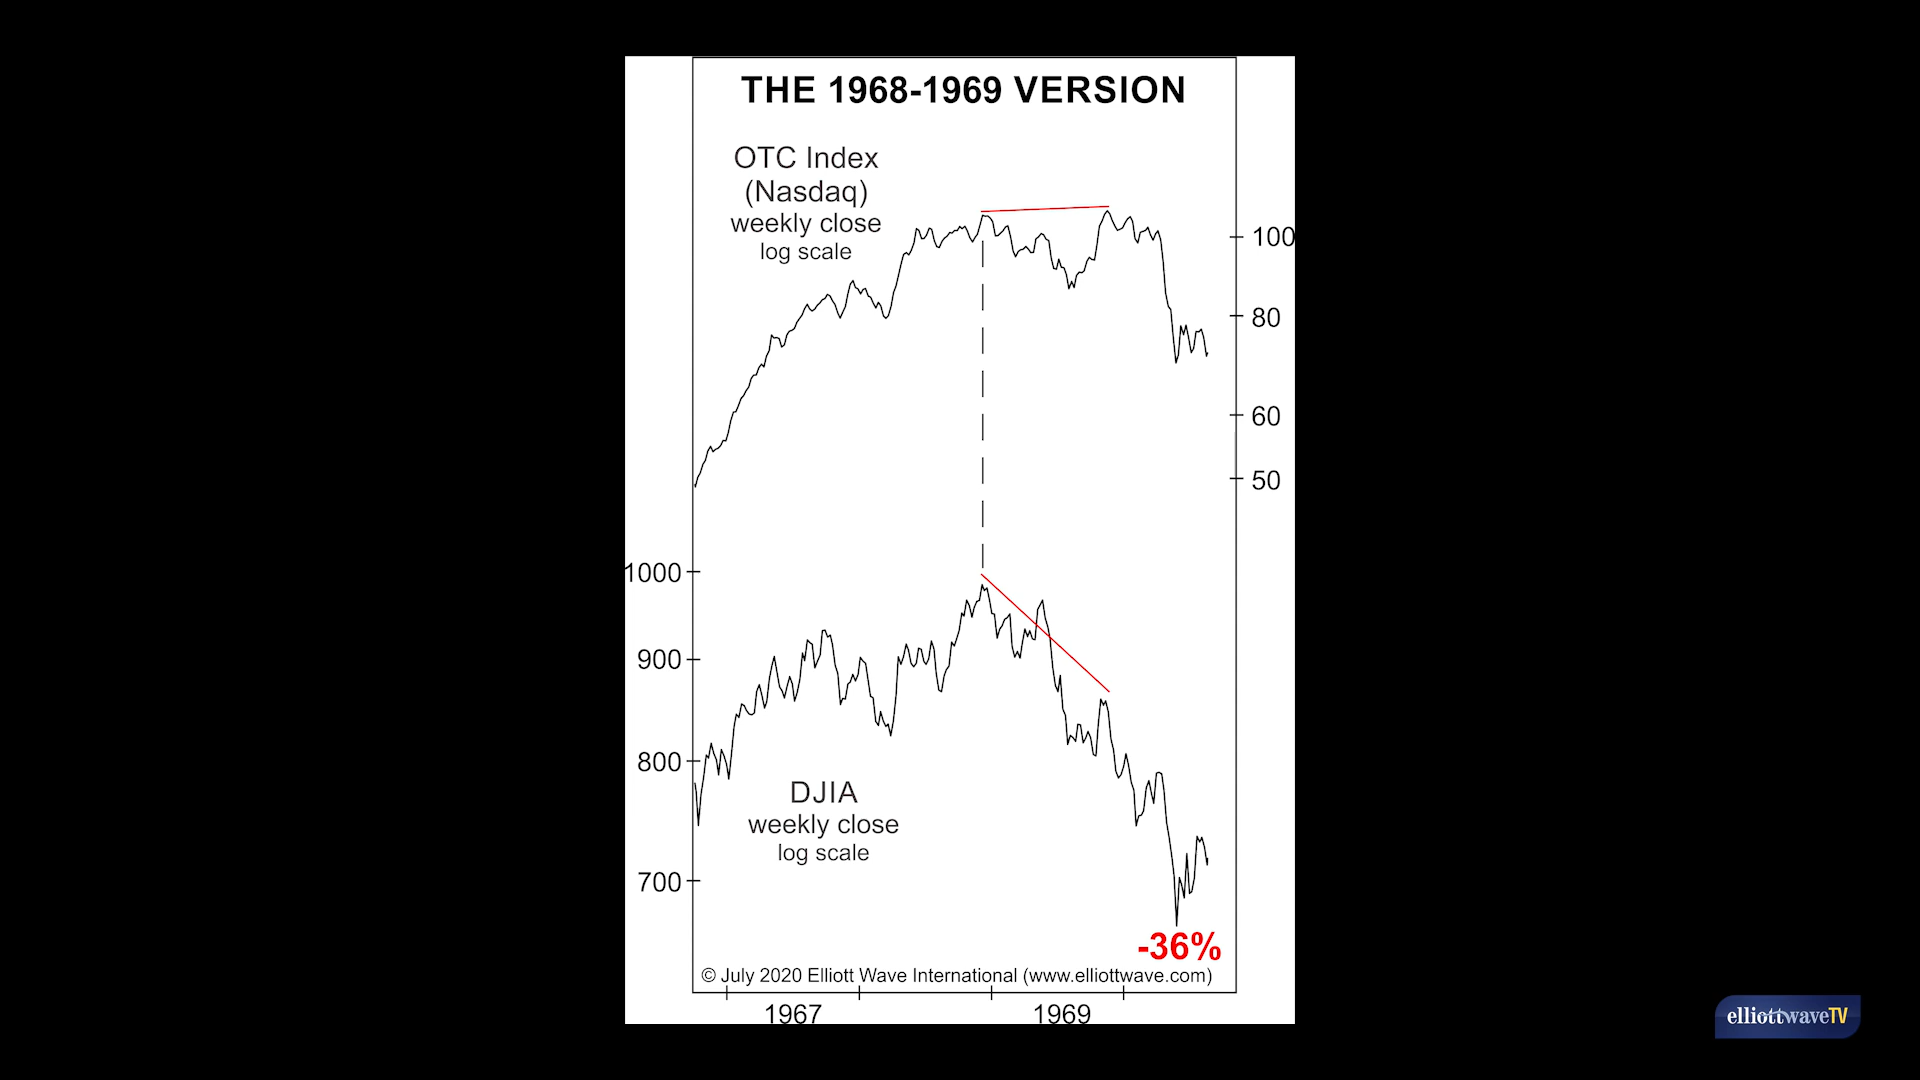 THE 1968-1969 VERSION
OTC Index
(Nasdaq)
weekly close
log scale
100
80
60
50
1000
900
800
700
DJIA
weekly close
log scale
-36%
© July 2020 Elliott Wave International (www.elliottwave.com)
1967 1969
elliottwaveTV